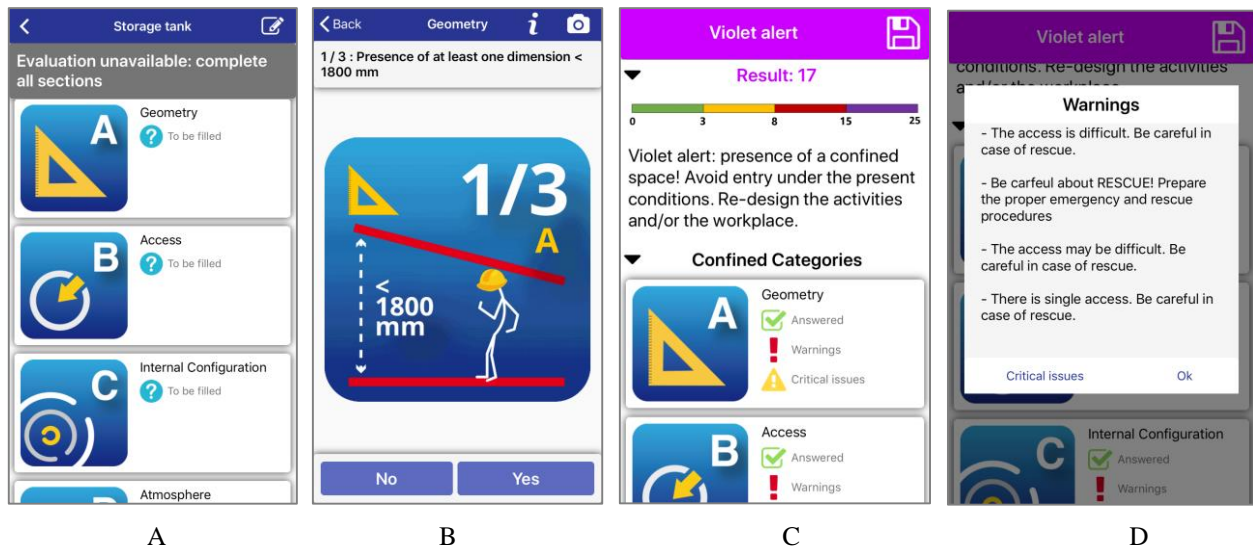 Storage tank
Evaluation unavailable: complete
all sections
A
Geometry
? To be filled
B
Access
? To be filled
C
Internal Configuration
? To be filled
Atmosphere
Back
Geometry
i
1 / 3 : Presence of at least one dimension <
1800 mm
1/3
A
<
1800
mm
No
Yes
Violet alert
Result: 17
0 3 8 15 25
Violet alert: presence of a confined
space! Avoid entry under the present
conditions. Re-design the activities
and/or the workplace.
Confined Categories
A
Geometry
Answered
Warnings
Critical issues
B
Access
Answered
Warnings
Violet alert
conditions. Re-design the activities
Warnings
- The access is difficult. Be careful in
case of rescue.
- Be carfeul about RESCUE! Prepare
the proper emergency and rescue
procedures
- The access may be difficult. Be
careful in case of rescue.
- There is single access. Be careful in
case of rescue.
Critical issues
Ok
C
Internal Configuration
Answered
Warnings
A
B
C
D